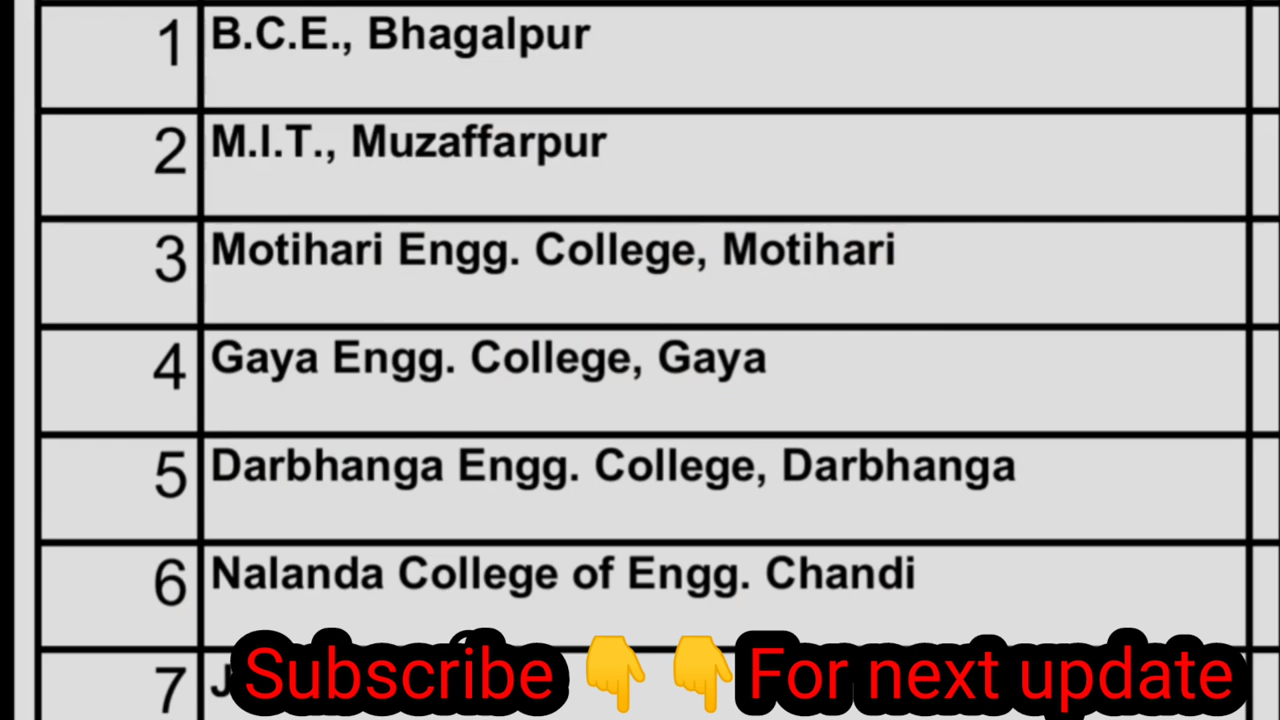 1 B.C.E., Bhagalpur
2 M.I.T., Muzaffarpur
3 Motihari Engg. College, Motihari
4 Gaya Engg. College, Gaya
5 Darbhanga Engg. College, Darbhanga
6 Nalanda College of Engg. Chandi
7
Subscribe 👇👇For next update